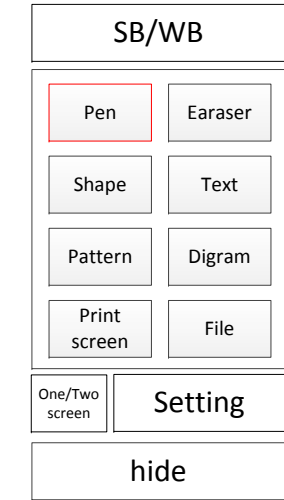 SB/WB
Pen
Earaser
Shape
Text
Pattern
Digram
Print
screen
File
One/Two
screen
Setting
hide